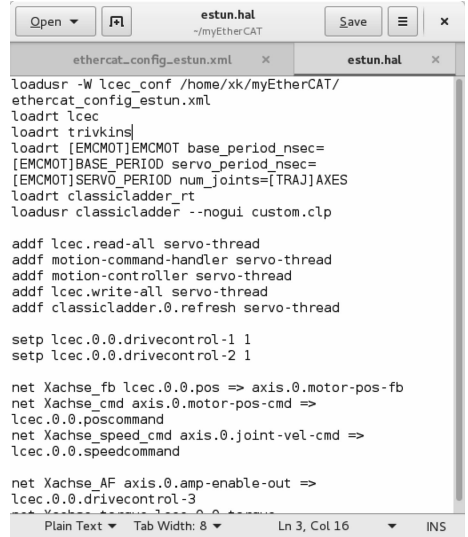 Open
estun.hal
~/myEtherCAT
Save
ethercat_config_estun.xml ×
estun.hal ×
loadusr -W lcec_conf /home/xk/myEtherCAT/
ethercat_config_estun.xml
loadrt lcec
loadrt trivkins
loadrt [EMCMOT]EMCMOT base_period_nsec=
[EMCMOT]BASE_PERIOD servo_period_nsec=
[EMCMOT]SERVO_PERIOD num_joints=[TRAJ]AXES
loadrt classicladder_rt
loadusr classicladder --nogui custom.clp
addf lcec.read-all servo-thread
addf motion-command-handler servo-thread
addf motion-controller servo-thread
addf lcec.write-all servo-thread
addf classicladder.0.refresh servo-thread
setp lcec.0.0.drivecontrol-1 1
setp lcec.0.0.drivecontrol-2 1
net Xachse_fb lcec.0.0.pos => axis.0.motor-pos-fb
net Xachse_cmd axis.0.motor-pos-cmd =>
lcec.0.0.poscommand
net Xachse_speed_cmd axis.0.joint-vel-cmd =>
lcec.0.0.speedcommand
net Xachse_AF axis.0.amp-enable-out =>
lcec.0.0.drivecontrol-3
net Xachse_torque lcec.0.0.torque
Plain Text Tab Width: 8 Ln 3, Col 16 INS